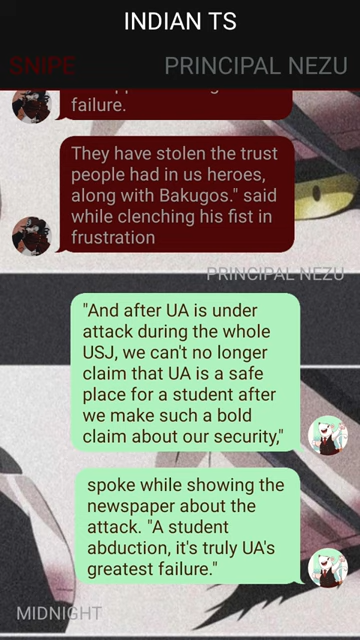 INDIAN TS
SNIPE PRINCIPAL NEZU
failure.
They have stolen the trust
people had in us heroes,
along with Bakugos." said
while clenching his fist in
frustration
PRINCIPAL NEZU
"And after UA is under
attack during the whole
USJ, we can't no longer
claim that UA is a safe
place for a student after
we make such a bold
claim about our security,"
spoke while showing the
newspaper about the
attack. "A student
abduction, it's truly UA's
greatest failure."
MIDNIGHT